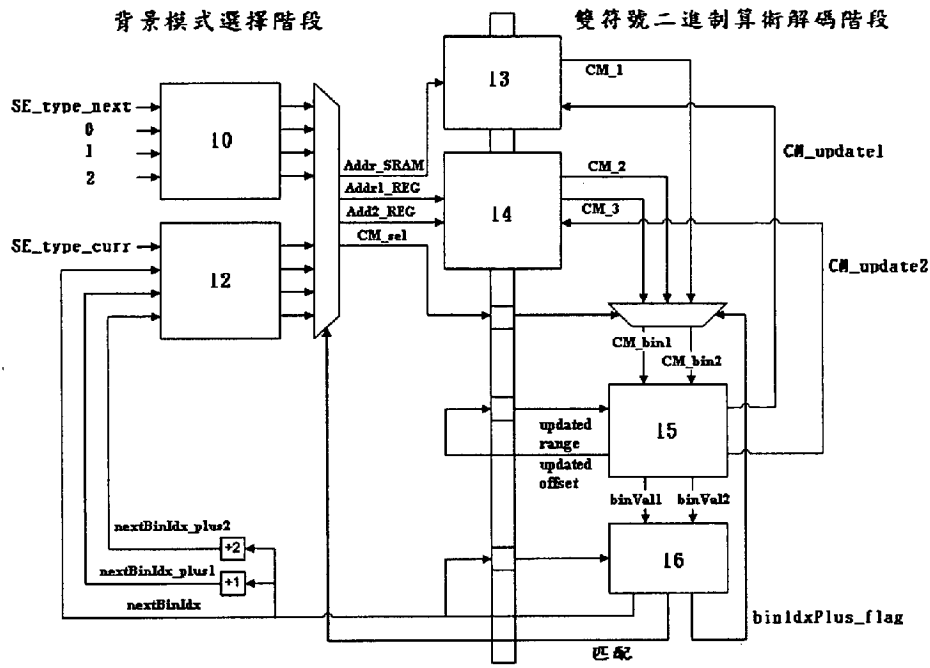 背景模式選擇階段
雙符號二進制算術解碼階段
SE_type_next
0
1
2
10
SE_type_curr
12
Addr_SRAM
Addr1_REG
Add2_REG
CM_sel
13
CM_1
14
CM_2
CM_3
CM_update1
CM_update2
CM_bin1
CM_bin2
updated
range
updated
offset
15
binVal1
binVal2
16
nextBinIdx_plus2
+2
nextBinIdx_plus1
+1
nextBinIdx
binIdxPlus_flag
匹配